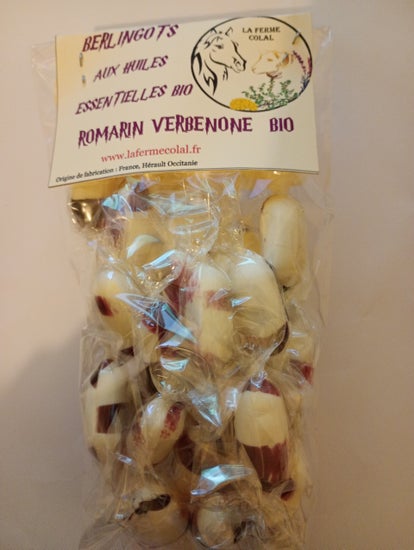 BERLINGOTS
AUX HUILES
ESSENTIELLES BIO
ROMARIN VERBENONE BIO
LA FERME
COLAL
www.lafermecolal.fr
Origine de fabrication : France, Hérault Occitanie